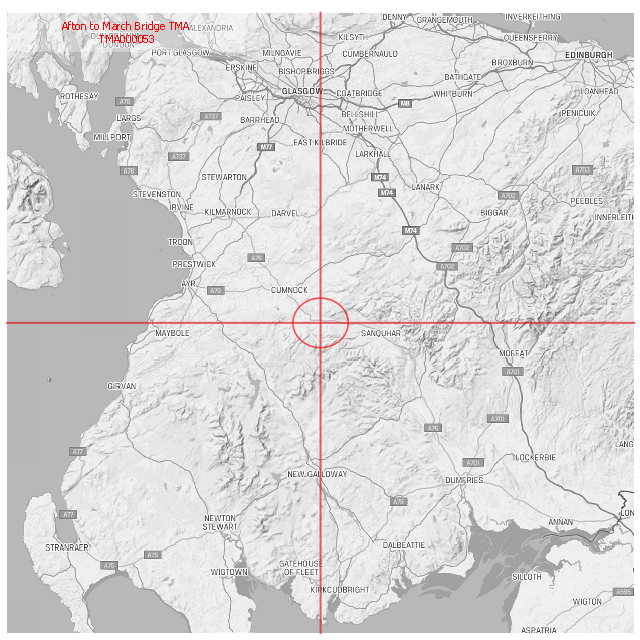 Afton to March Bridge TMA
TMA000053
ALEXANDRIA
DENNY
GRANGEMOUTH
INVERKEITHING
KILSYTH
QUEENSFERRY
PORT GLASGOW
MILNGAVIE
CUMBERNAULD
EDINBURGH
BROXBURN
ERSKINE
BISHOPBRIGGS
BATHGATE
ROTHESAY
PAISLEY
GLASGOW
COATBRIDGE
WHITBURN
LOANHEAD
A78
M8
LARGS
A737
BARRHEAD
BELLSHILL
PENICUIK
MOTHERWELL
MILLPORT
EAST KILBRIDE
M77
LARKHALL
A737
A78
A703
STEWARTON
M74
LANARK
STEVENSTON
M74
A702
PEEBLES
IRVINE
KILMARNOCK
DARVEL
BIGGAR
INNERLEITH
M74
TROON
A702
A76
PRESTWICK
A702
AYR
A70
CUMNOCK
MAYBOLE
SANQUHAR
MOFFAT
A701
GIRVAN
A701
A76
LANG
A77
LOCKERBIE
A701
NEW GALLOWAY
DUMFRIES
A75
A77
LON
NEWTON
STEWART
ANNAN
STRANRAER
A75
DALBEATTIE
A75
WIGTOWN
GATEHOUSE
OF FLEET
SILLOTH
KIRKCUDBRIGHT
A595
WIGTON
ASPATRIA